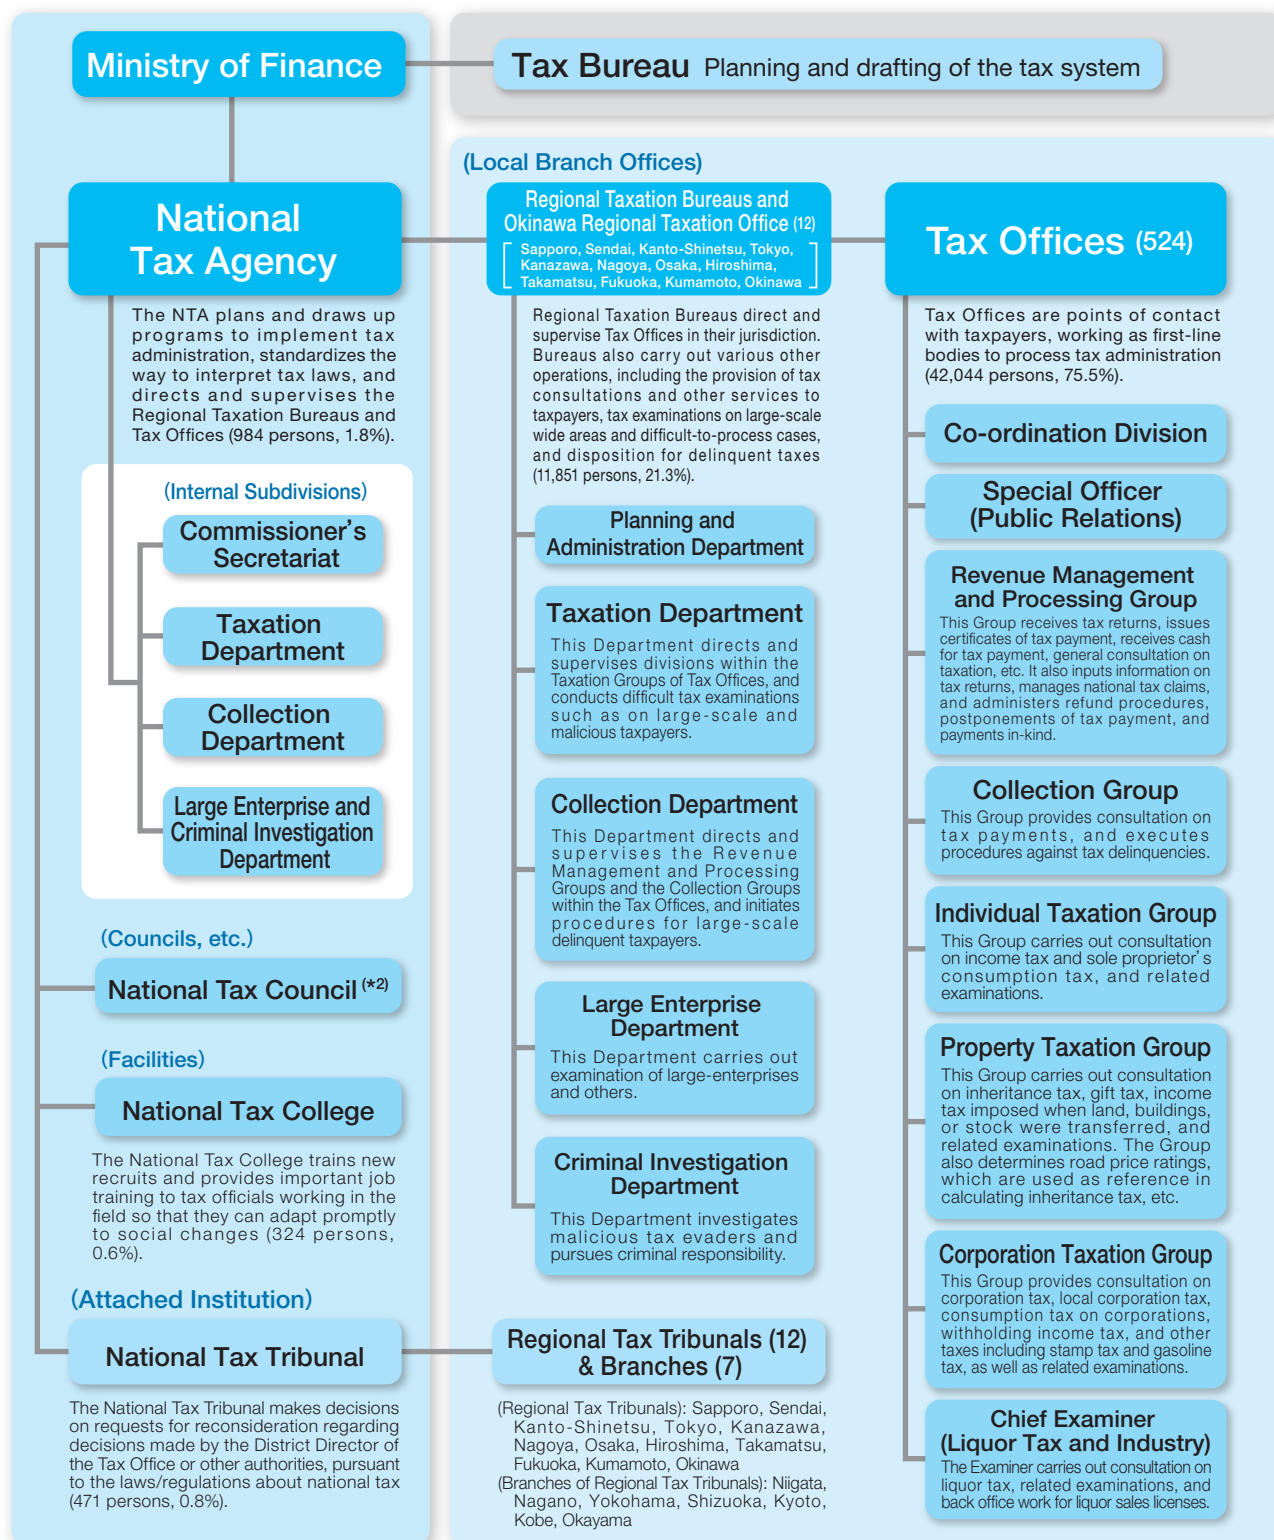 Ministry of Finance
Tax Bureau Planning and drafting of the tax system
National
Tax Agency
The NTA plans and draws up
programs to implement tax
administration, standardizes the
way to interpret tax laws, and
directs and supervises the
Regional Taxation Bureaus and
Tax Offices (984 persons, 1.8%).
(Internal Subdivisions)
Commissioner's
Secretariat
Taxation
Department
Collection
Department
Large Enterprise and
Criminal Investigation
Department
(Councils, etc.)
National Tax Council (*2)
(Facilities)
National Tax College
The National Tax College trains new
recruits and provides important job
training to tax officials working in the
field so that they can adapt promptly
to social changes (324 persons,
0.6%).
(Attached Institution)
National Tax Tribunal
The National Tax Tribunal makes decisions
on requests for reconsideration regarding
decisions made by the District Director of
the Tax Office or other authorities, pursuant
to the laws/regulations about national tax
(471 persons, 0.8%).
(Local Branch Offices)
Regional Taxation Bureaus and
Okinawa Regional Taxation Office (12)
[Sapporo, Sendai, Kanto-Shinetsu, Tokyo,
Kanazawa, Nagoya, Osaka, Hiroshima,
Takamatsu, Fukuoka, Kumamoto, Okinawa]
Regional Taxation Bureaus direct and
supervise Tax Offices in their jurisdiction.
Bureaus also carry out various other
operations, including the provision of tax
consultations and other services to
taxpayers, tax examinations on large-scale
wide areas and difficult-to-process cases,
and disposition for delinquent taxes
(11,851 persons, 21.3%).
Planning and
Administration Department
Taxation Department
This Department directs and
supervises divisions within the
Taxation Groups of Tax Offices, and
conducts difficult tax examinations
such as on large-scale and
malicious taxpayers.
Collection Department
This Department directs and
supervises the Revenue
Management and Processing
Groups and the Collection Groups
within the Tax Offices, and initiates
procedures for large-scale
delinquent taxpayers.
Large Enterprise
Department
This Department carries out
examination of large-enterprises
and others.
Criminal Investigation
Department
This Department investigates
malicious tax evaders and
pursues criminal responsibility.
Regional Tax Tribunals (12)
& Branches (7)
(Regional Tax Tribunals): Sapporo, Sendai,
Kanto-Shinetsu, Tokyo, Kanazawa,
Nagoya, Osaka, Hiroshima, Takamatsu,
Fukuoka, Kumamoto, Okinawa
(Branches of Regional Tax Tribunals): Niigata,
Nagano, Yokohama, Shizuoka, Kyoto,
Kobe, Okayama
Tax Offices (524)
Tax Offices are points of contact
with taxpayers, working as first-line
bodies to process tax administration
(42,044 persons, 75.5%).
Co-ordination Division
Special Officer
(Public Relations)
Revenue Management
and Processing Group
This Group receives tax returns, issues
certificates of tax payment, receives cash
for tax payment, general consultation on
taxation, etc. It also inputs information on
tax returns, manages national tax claims,
and administers refund procedures,
postponements of tax payment, and
payments in-kind.
Collection Group
This Group provides consultation on
tax payments, and executes
procedures against tax delinquencies.
Individual Taxation Group
This Group carries out consultation
on income tax and sole proprietor's
consumption tax, and related
examinations.
Property Taxation Group
This Group carries out consultation
on inheritance tax, gift tax, income
tax imposed when land, buildings,
or stock were transferred, and
related examinations. The Group
also determines road price ratings,
which are used as reference in
calculating inheritance tax, etc.
Corporation Taxation Group
This Group provides consultation on
corporation tax, local corporation tax,
consumption tax on corporations,
withholding income tax, and other
taxes including stamp tax and gasoline
tax, as well as related examinations.
Chief Examiner
(Liquor Tax and Industry)
The Examiner carries out consultation on
liquor tax, related examinations, and
back office work for liquor sales licenses.